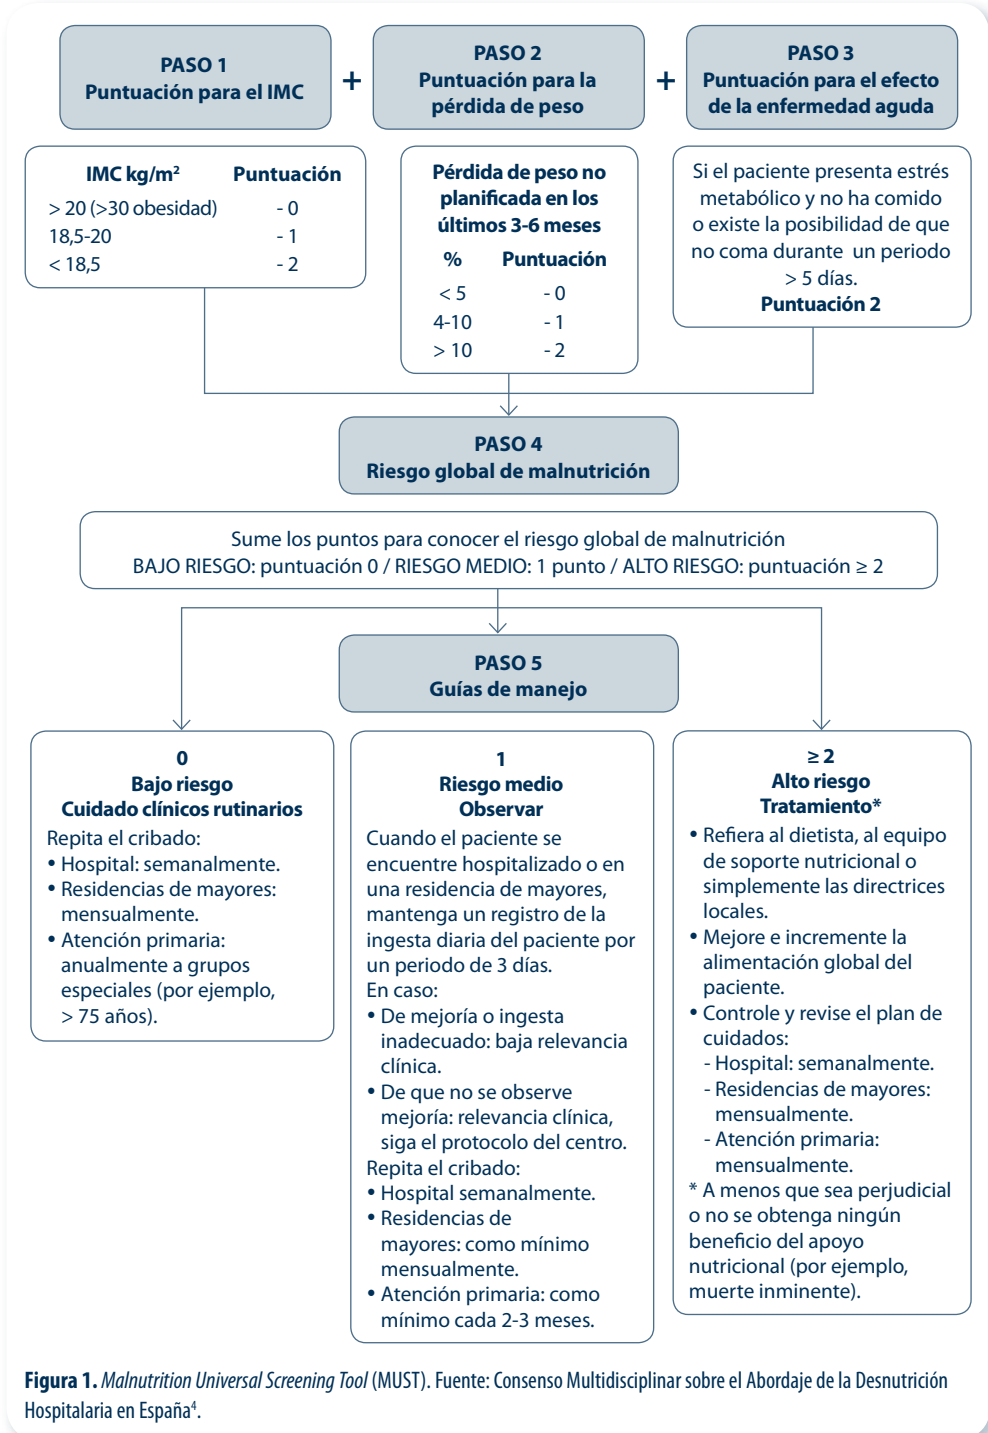 PASO 1
Puntuación para el IMC
+
PASO 2
Puntuación para la
pérdida de peso
+
PASO 3
Puntuación para el efecto
de la enfermedad aguda
IMC kg/m² Puntuación
> 20 (>30 obesidad) - 0
18,5-20 - 1
< 18,5 - 2
Pérdida de peso no
planificada en los
últimos 3-6 meses
% Puntuación
< 5 - 0
4-10 - 1
> 10 - 2
Si el paciente presenta estrés
metabólico y no ha comido
o existe la posibilidad de que
no coma durante un periodo
> 5 días.
Puntuación 2
PASO 4
Riesgo global de malnutrición
Sume los puntos para conocer el riesgo global de malnutrición
BAJO RIESGO: puntuación 0 / RIESGO MEDIO: 1 punto / ALTO RIESGO: puntuación ≥ 2
PASO 5
Guías de manejo
0
Bajo riesgo
Cuidado clínicos rutinarios
Repita el cribado:
• Hospital: semanalmente.
• Residencias de mayores:
mensualmente.
• Atención primaria:
anualmente a grupos
especiales (por ejemplo,
> 75 años).
1
Riesgo medio
Observar
Cuando el paciente se
encuentre hospitalizado o en
una residencia de mayores,
mantenga un registro de la
ingesta diaria del paciente por
un periodo de 3 días.
En caso:
• De mejoría o ingesta
inadecuado: baja relevancia
clínica.
• De que no se observe
mejoría: relevancia clínica,
siga el protocolo del centro.
Repita el cribado:
• Hospital semanalmente.
• Residencias de
mayores: como mínimo
mensualmente.
• Atención primaria: como
mínimo cada 2-3 meses.
≥ 2
Alto riesgo
Tratamiento*
• Refiera al dietista, al equipo
de soporte nutricional o
simplemente las directrices
locales.
• Mejore e incremente la
alimentación global del
paciente.
• Controle y revise el plan de
cuidados:
- Hospital: semanalmente.
- Residencias de mayores:
mensualmente.
- Atención primaria:
mensualmente.
* A menos que sea perjudicial
o no se obtenga ningún
beneficio del apoyo
nutricional (por ejemplo,
muerte inminente).
Figura 1. Malnutrition Universal Screening Tool (MUST). Fuente: Consenso Multidisciplinar sobre el Abordaje de la Desnutrición
Hospitalaria en España⁴.